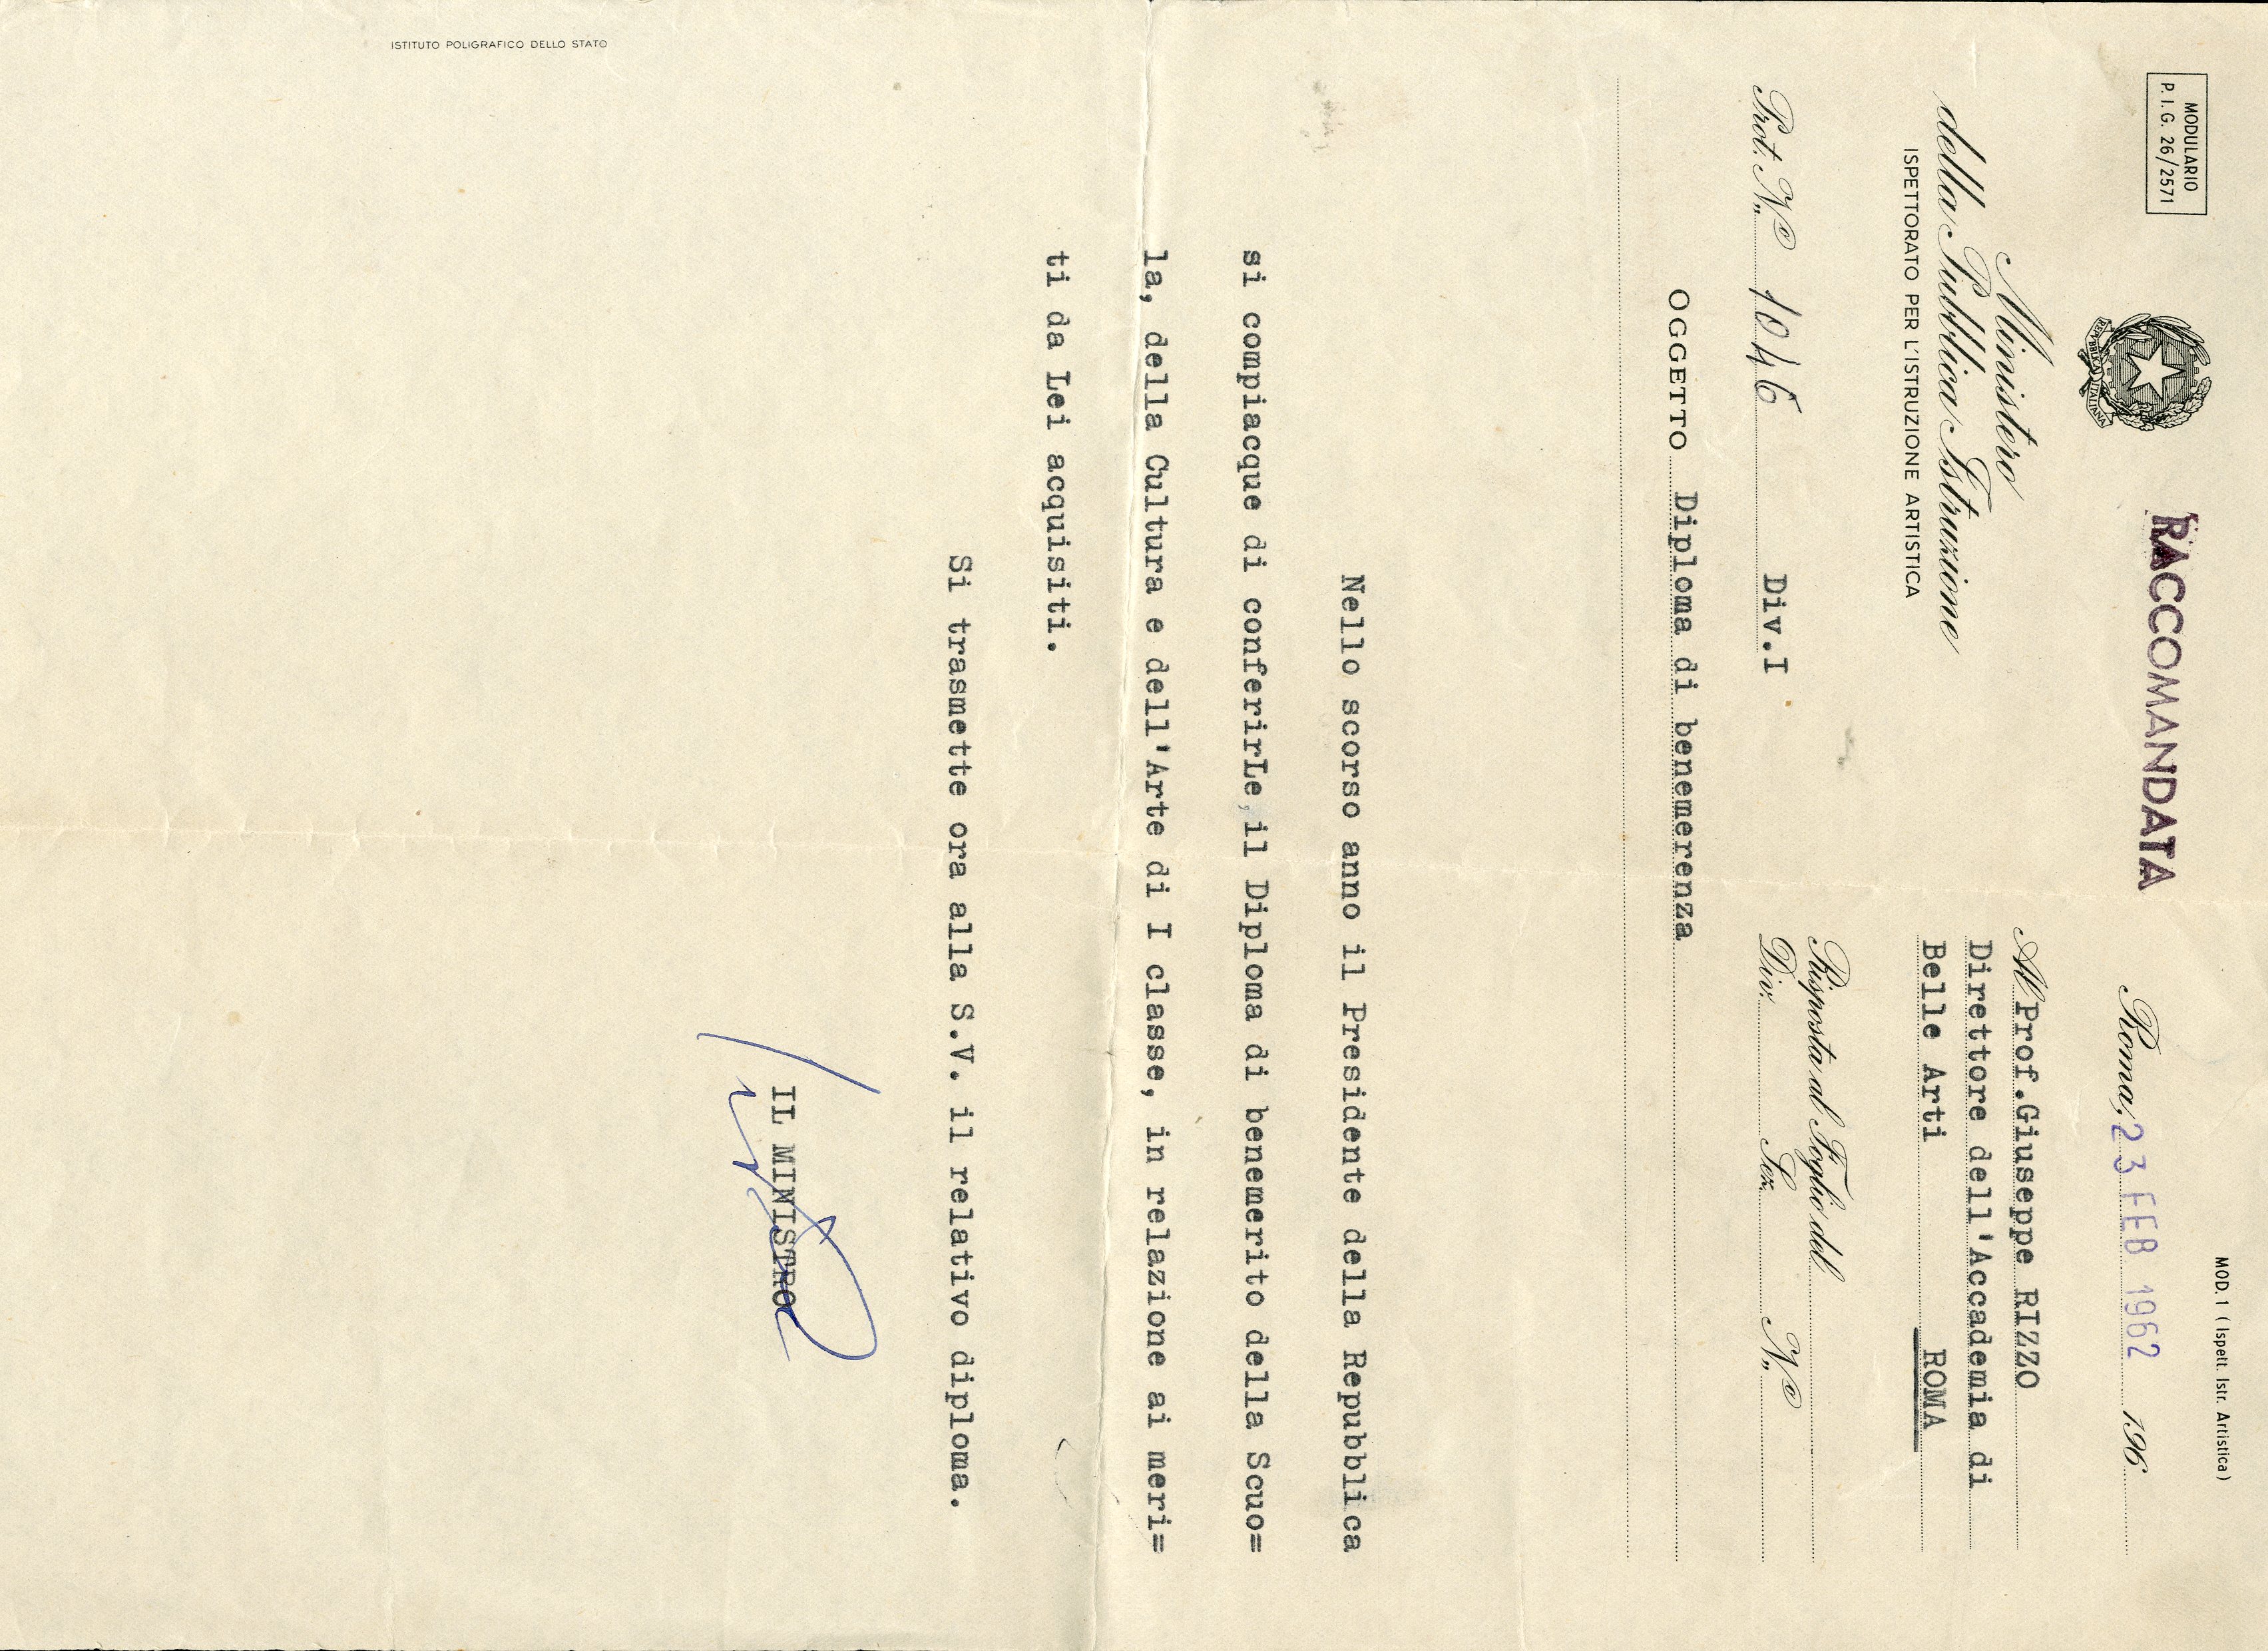 MODULARIO
P. I. G. 26/2571
MOD. 1 ( Ispett. Istr. Artistica)
REPVBBLICA ITALIANA
RACCOMANDATA
Roma, 23 FEB 1962 196
Ministero
della Pubblica Istruzione
ISPETTORATO PER L'ISTRUZIONE ARTISTICA
Al Prof.Giuseppe RIZZO
Direttore dell'Accademia di
Belle Arti ROMA
Prot. N.º 1046 Div.I
Risposta al Foglio del
Div. Sez. N.º
OGGETTO Diploma di benemerenza
Nello scorso anno il Presidente della Repubblica
si compiacque di conferirLe, il Diploma di benemerito della Scuo=
la, della Cultura e dell'Arte di I classe, in relazione ai meri=
ti da Lei acquisiti.
Si trasmette ora alla S.V. il relativo diploma.
IL MINISTRO
ISTITUTO POLIGRAFICO DELLO STATO